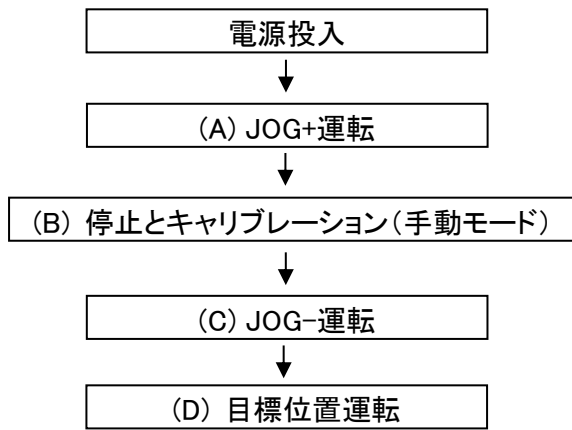 電源投入
(A) JOG+運転
(B) 停止とキャリブレーション(手動モード)
(C) JOG-運転
(D) 目標位置運転